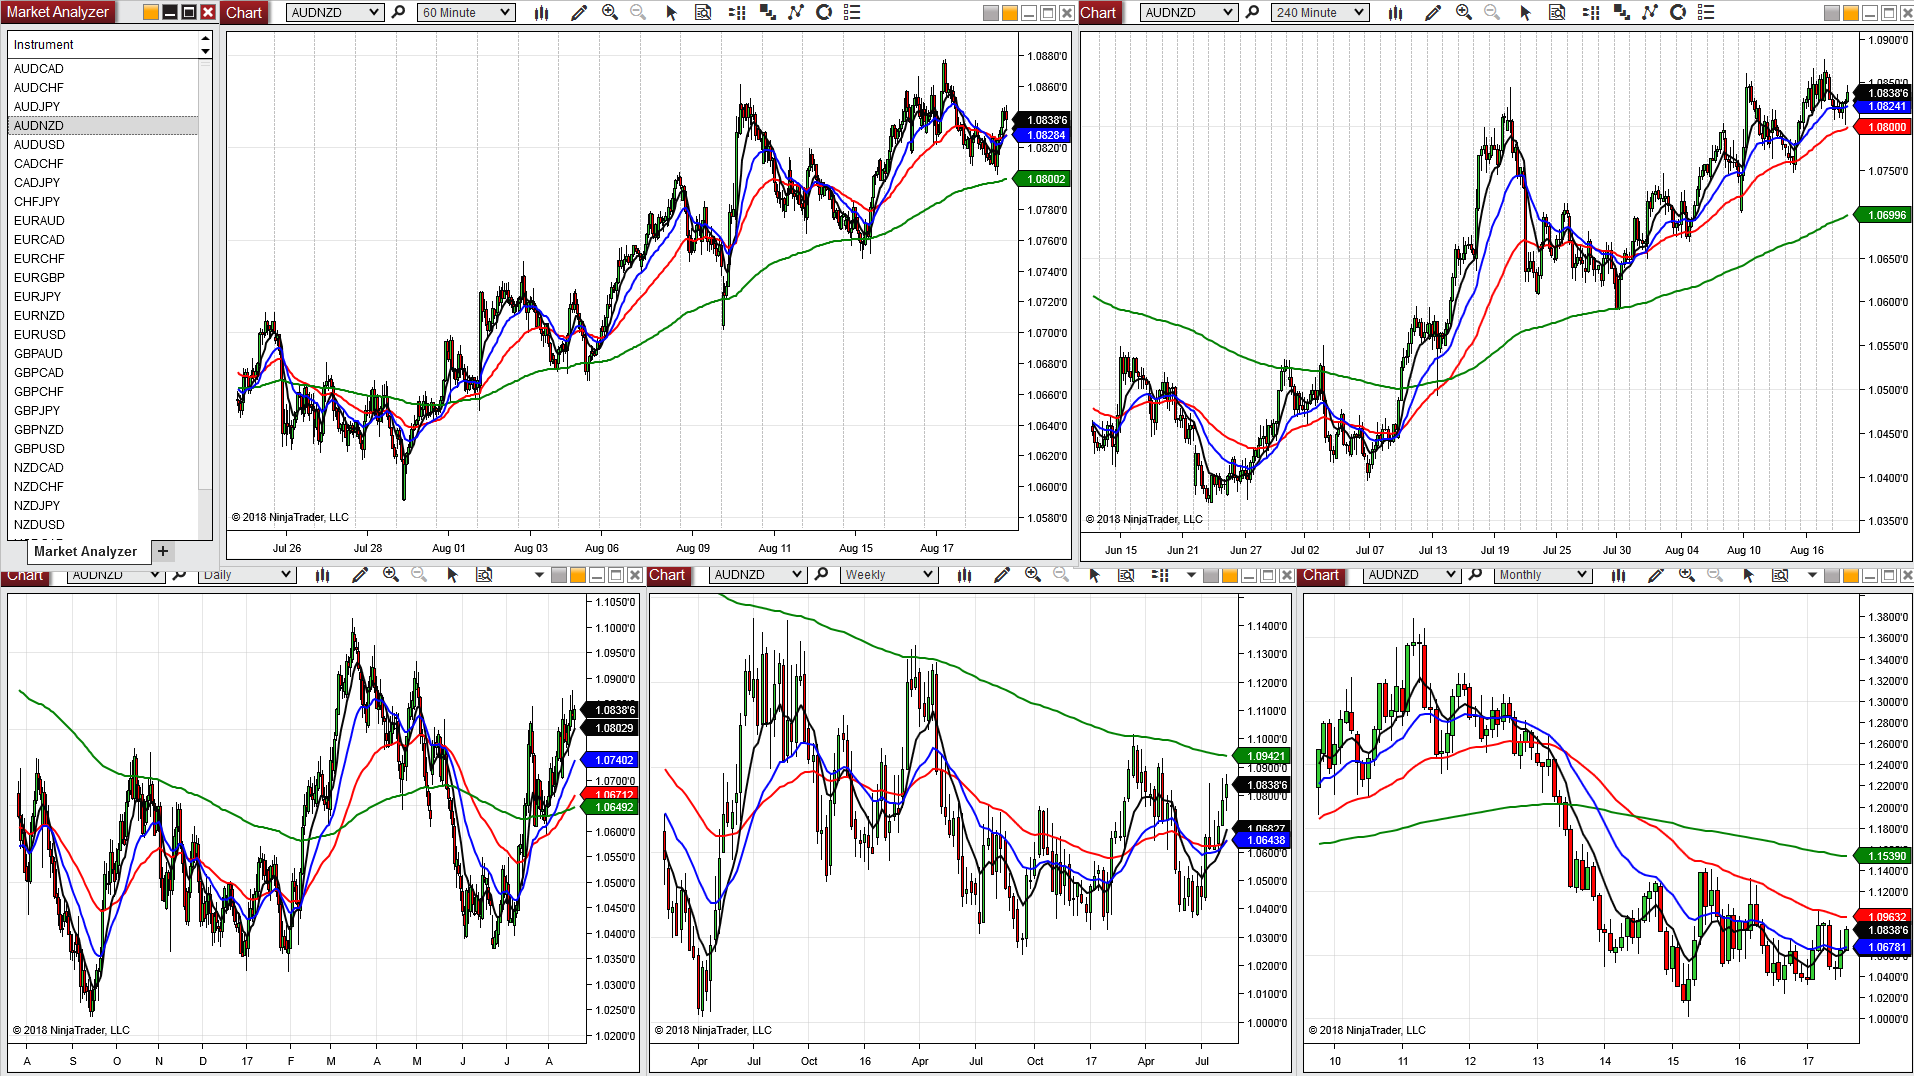 Market Analyzer
Instrument
AUDCAD
AUDCHF
AUDJPY
AUDNZD
AUDUSD
CADCHF
CADJPY
CHFJPY
EURAUD
EURCAD
EURCHF
EURGBP
EURJPY
EURNZD
EURUSD
GBPAUD
GBPCAD
GBPCHF
GBPJPY
GBPNZD
GBPUSD
NZDCAD
NZDCHF
NZDJPY
NZDUSD
Market Analyzer +
Chart AUDNZD 60 Minute
1.0880'0
1.0860'0
1.0838'6
1.08284
1.0820'0
1.08002
1.0780'0
1.0760'0
1.0740'0
1.0720'0
1.0700'0
1.0680'0
1.0660'0
1.0640'0
1.0620'0
1.0600'0
1.0580'0
© 2018 NinjaTrader, LLC
Jul 26 Jul 28 Aug 01 Aug 03 Aug 06 Aug 09 Aug 11 Aug 15 Aug 17
Chart AUDNZD 240 Minute
1.0900'0
1.0850'0
1.0838'6
1.08241
1.0800'0
1.0750'0
1.06996
1.0650'0
1.0600'0
1.0550'0
1.0500'0
1.0450'0
1.0400'0
1.0350'0
© 2018 NinjaTrader, LLC
Jun 15 Jun 21 Jun 27 Jul 02 Jul 07 Jul 13 Jul 19 Jul 25 Jul 30 Aug 04 Aug 10 Aug 16
Chart AUDNZD Daily
1.1050'0
1.1000'0
1.0950'0
1.0900'0
1.0838'6
1.08029
1.07402
1.0700'0
1.06712
1.06492
1.0600'0
1.0550'0
1.0500'0
1.0450'0
1.0400'0
1.0350'0
1.0300'0
1.0250'0
1.0200'0
© 2018 NinjaTrader, LLC
A S O N D 17 F M A M J J A
Chart AUDNZD Weekly
1.1400'0
1.1300'0
1.1200'0
1.1100'0
1.1000'0
1.09421
1.0900'0
1.0838'6
1.0800'0
1.06827
1.06438
1.0600'0
1.0500'0
1.0400'0
1.0300'0
1.0200'0
1.0100'0
1.0000'0
© 2018 NinjaTrader, LLC
Apr Jul Oct 16 Apr Jul Oct 17 Apr Jul
Chart AUDNZD Monthly
1.3800'0
1.3600'0
1.3400'0
1.3200'0
1.3000'0
1.2800'0
1.2600'0
1.2400'0
1.2200'0
1.2000'0
1.1800'0
1.15390
1.1400'0
1.1200'0
1.09632
1.0838'6
1.06781
1.0400'0
1.0200'0
1.0000'0
© 2018 NinjaTrader, LLC
10 11 12 13 14 15 16 17